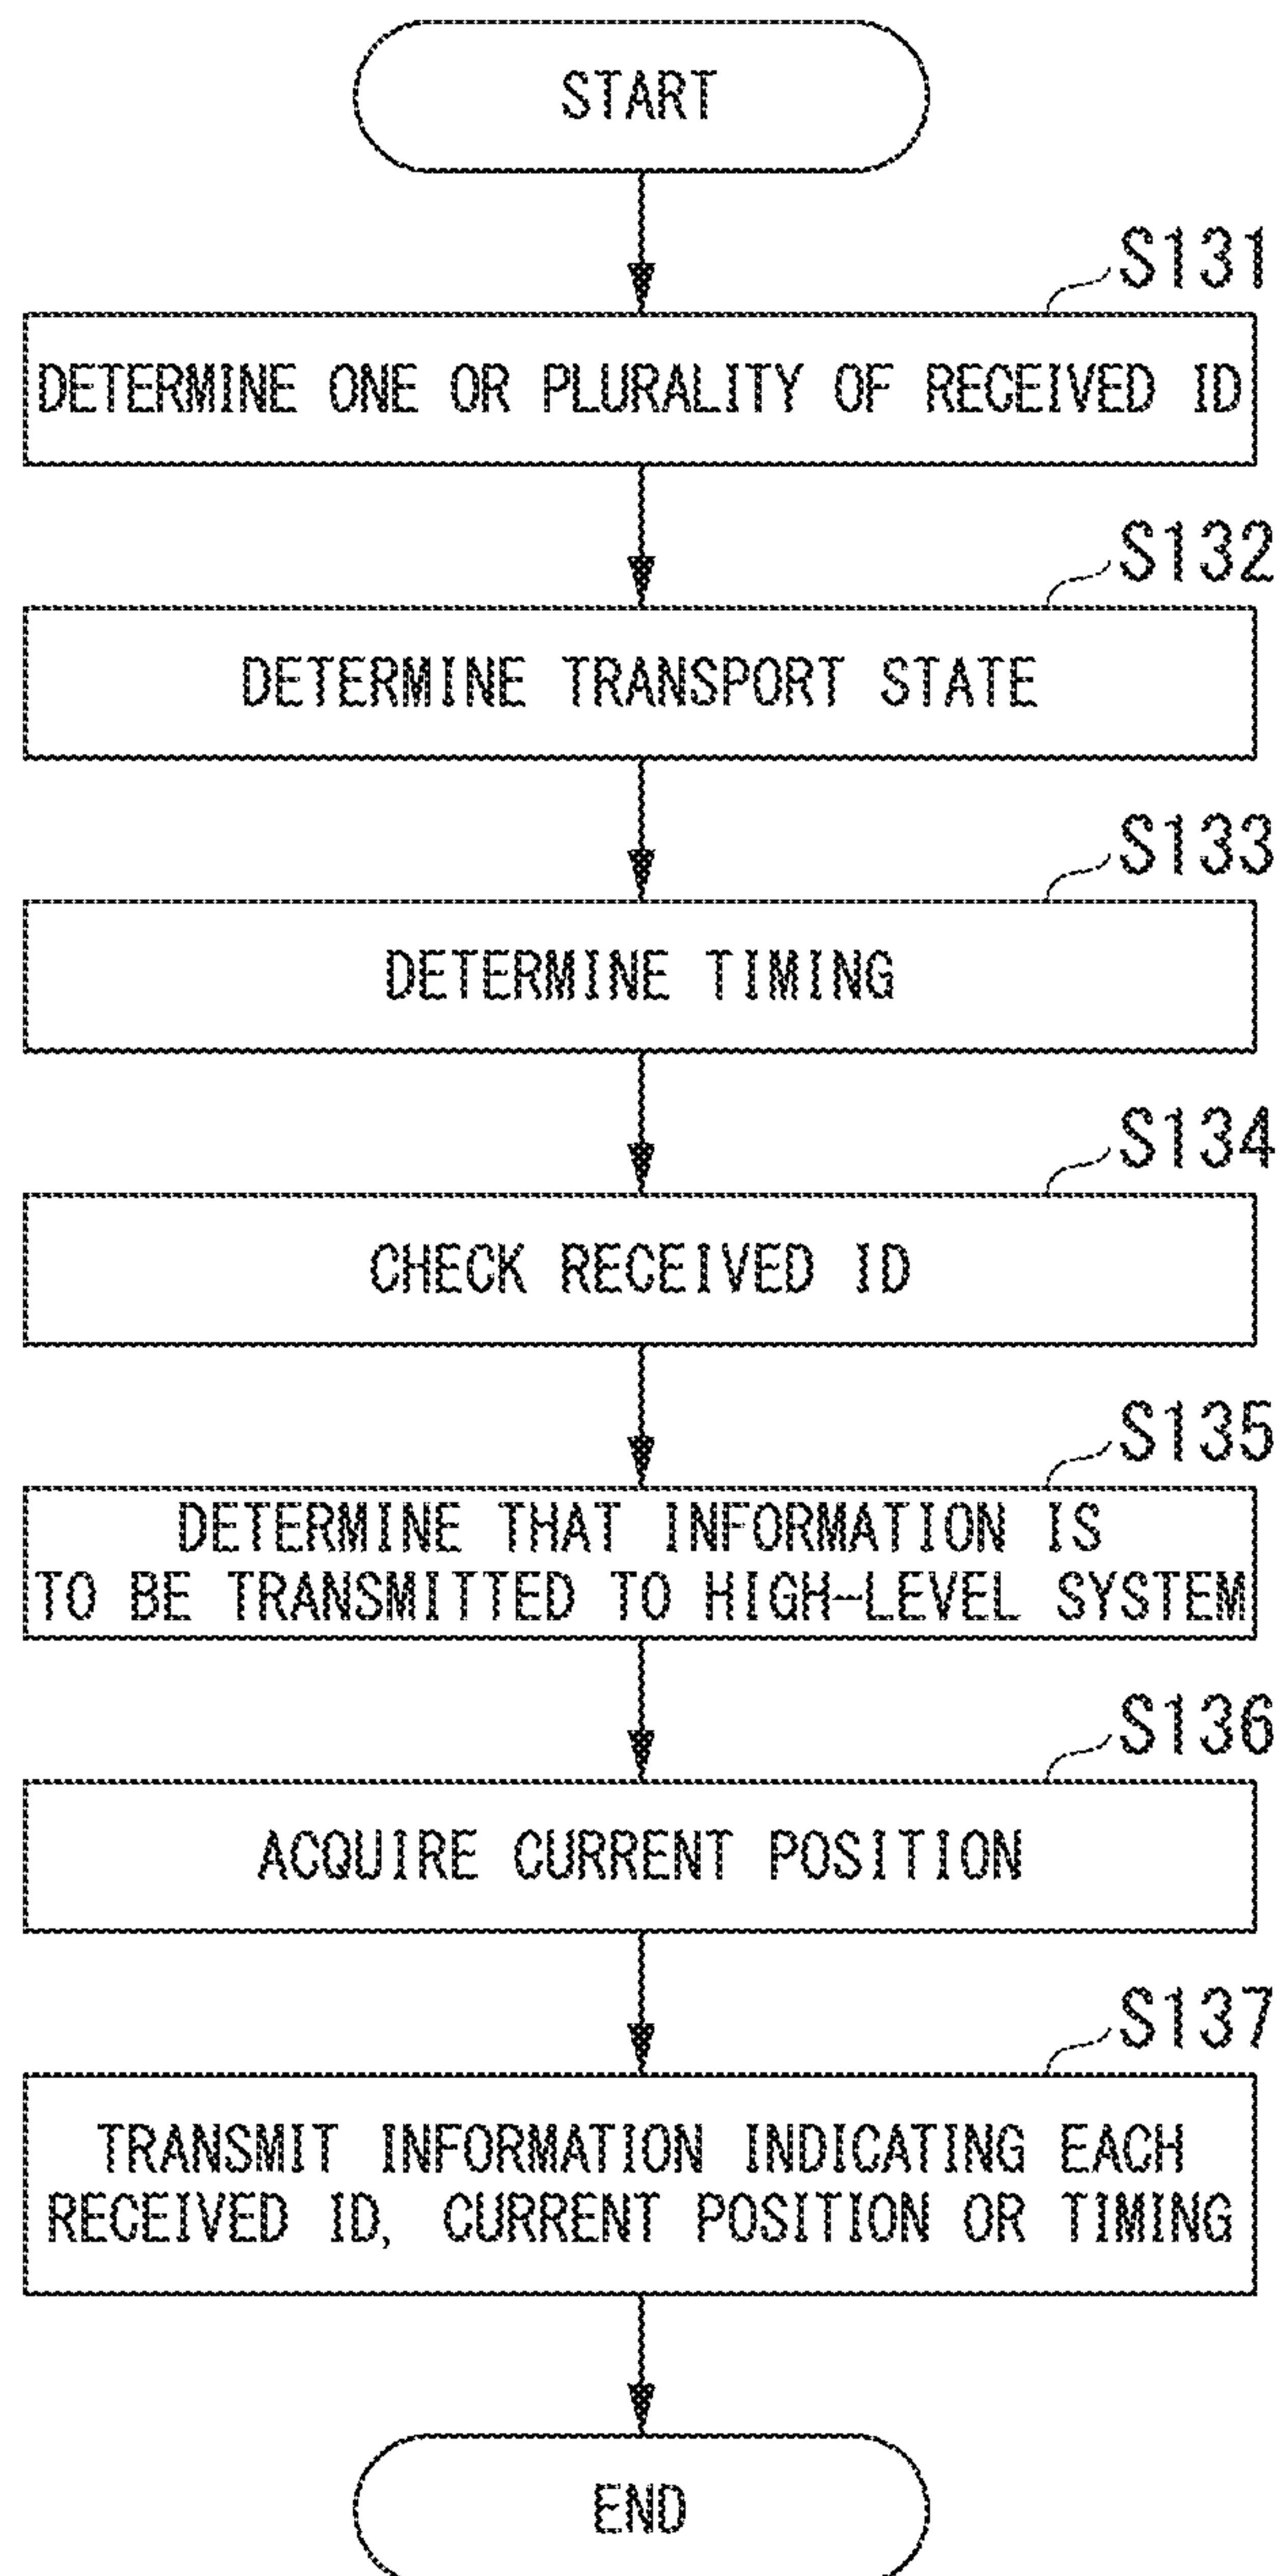 START
S131
DETERMINE ONE OR PLURALITY OF RECEIVED ID
S132
DETERMINE TRANSPORT STATE
S133
DETERMINE TIMING
S134
CHECK RECEIVED ID
S135
DETERMINE THAT INFORMATION IS
TO BE TRANSMITTED TO HIGH-LEVEL SYSTEM
S136
ACQUIRE CURRENT POSITION
S137
TRANSMIT INFORMATION INDICATING EACH
RECEIVED ID, CURRENT POSITION OR TIMING
END